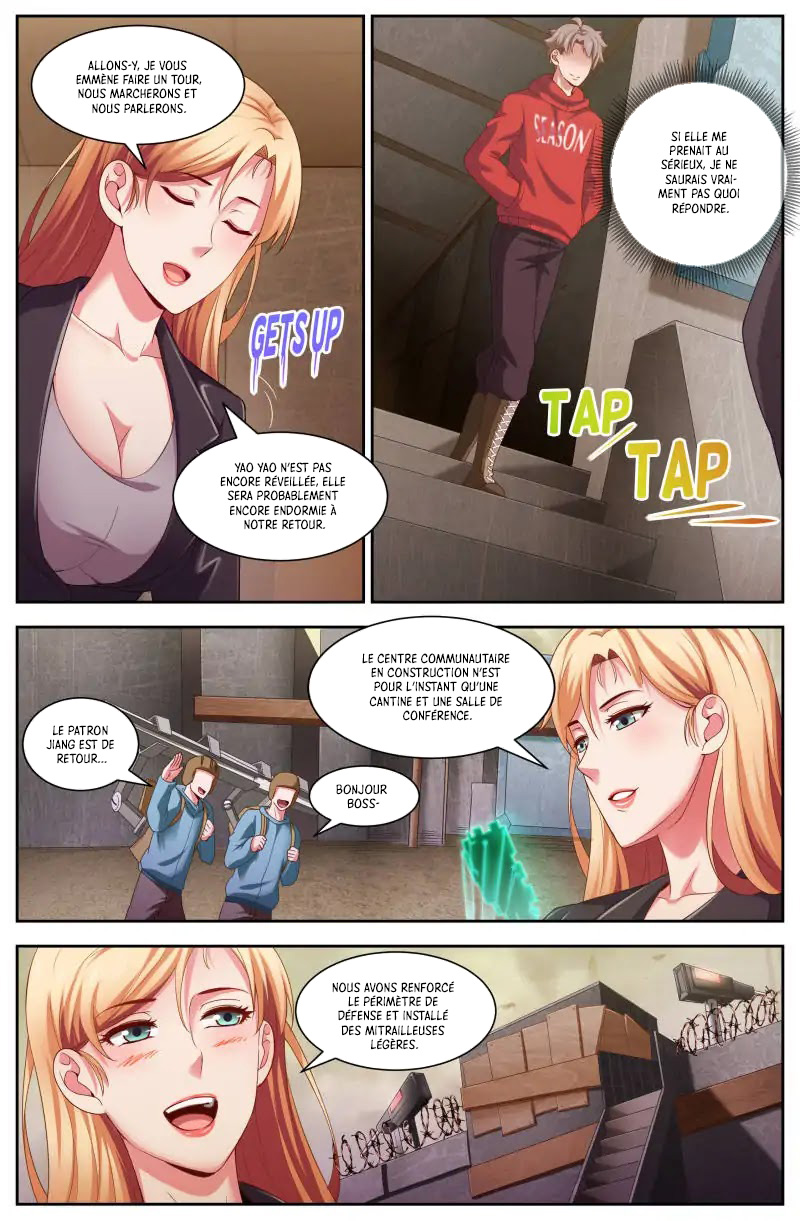 ALLONS-Y, JE VOUS
EMMÈNE FAIRE UN TOUR,
NOUS MARCHERONS ET
NOUS PARLERONS.
GETS UP
YAO YAO N'EST PAS
ENCORE RÉVEILLÉE, ELLE
SERA PROBABLEMENT
ENCORE ENDORMIE À
NOTRE RETOUR.
SEASON
SI ELLE ME
PRENAIT AU
SÉRIEUX, JE NE
SAURAIS VRAI-
MENT PAS QUOI
RÉPONDRE.
TAP
TAP
LE CENTRE COMMUNAUTAIRE
EN CONSTRUCTION N'EST
POUR L'INSTANT QU'UNE
CANTINE ET UNE SALLE DE
CONFÉRENCE.
LE PATRON
JIANG EST DE
RETOUR...
BONJOUR
BOSS-
NOUS AVONS RENFORCÉ
LE PÉRIMÈTRE DE
DÉFENSE ET INSTALLÉ
DES MITRAILLEUSES
LÉGÈRES.